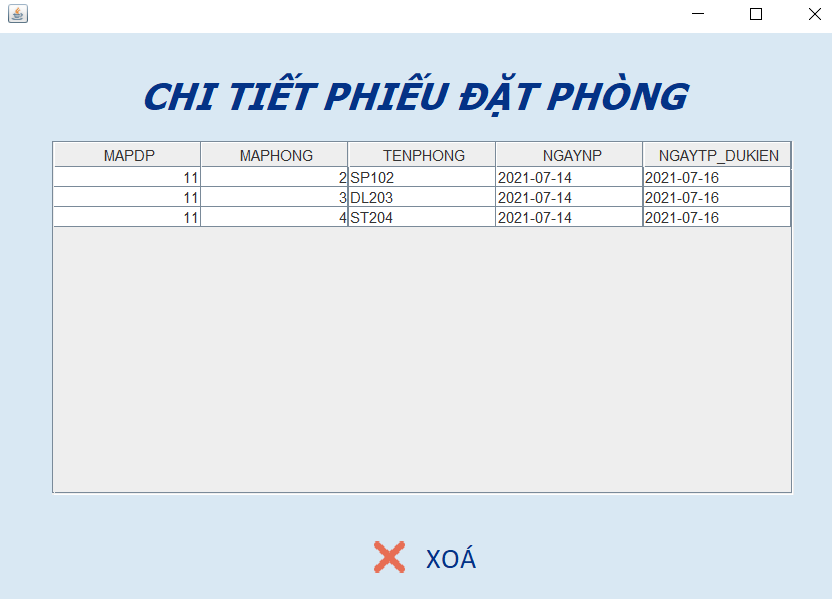 CHI TIẾT PHIẾU ĐẶT PHÒNG
MAPDP MAPHONG TENPHONG NGAYNP NGAYTP_DUKIEN
11 2 SP102 2021-07-14 2021-07-16
11 3 DL203 2021-07-14 2021-07-16
11 4 ST204 2021-07-14 2021-07-16
XOÁ